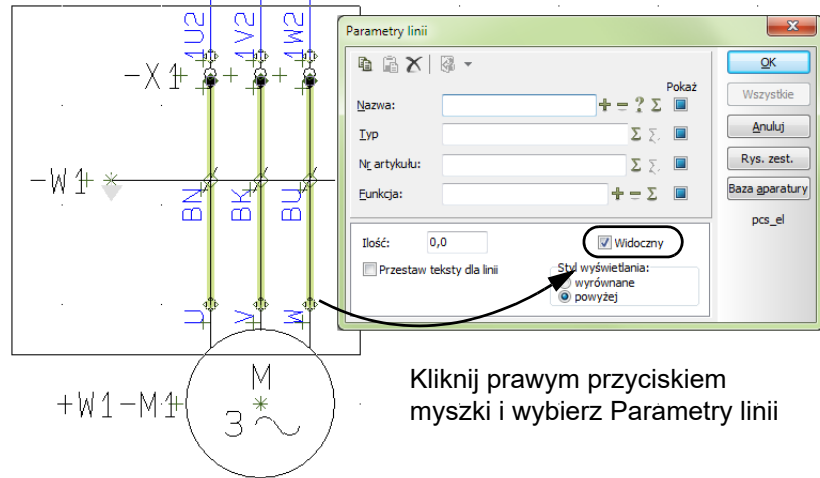 1U2
1V2
1W2
-X1
-W1
BN
BK
BU
U
V
W
+W1-M1
M
3
Parametry linii
Pokaż
Nazwa:
Typ
Nr artykułu:
Funkcja:
Ilość: 0,0
Widoczny
Przestaw teksty dla linii
Styl wyświetlania:
wyrównane
powyżej
OK
Wszystkie
Anuluj
Rys. zest.
Baza aparatury
pcs_el
Kliknij prawym przyciskiem
myszki i wybierz Parametry linii